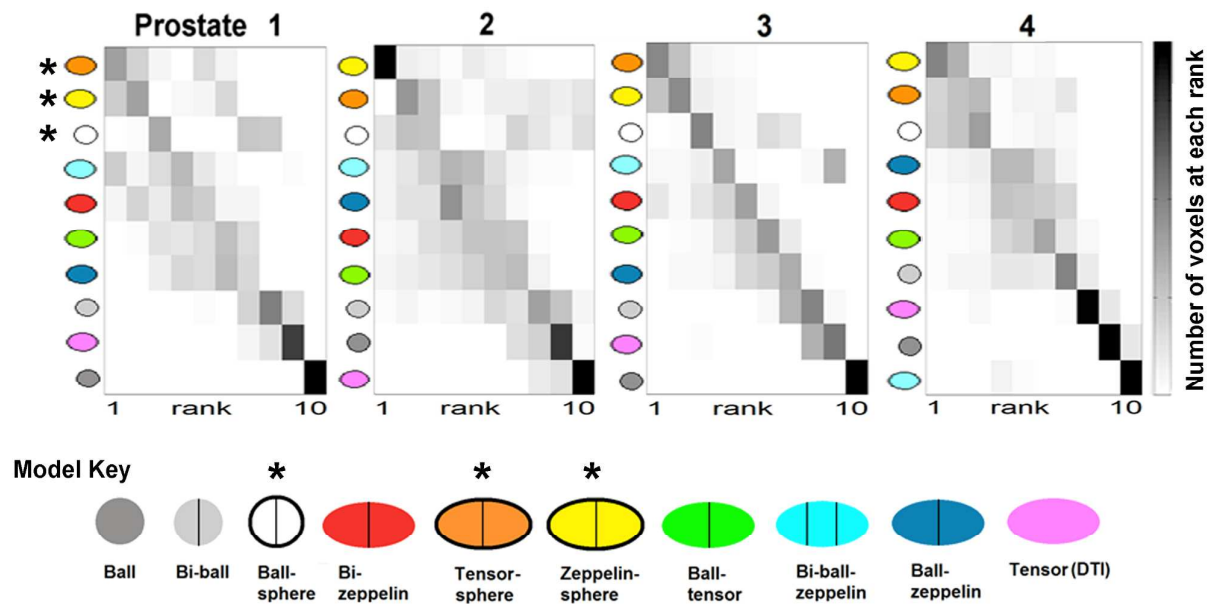 Prostate 1 2 3 4
*
*
*
1 rank 10 1 rank 10 1 rank 10 1 rank 10
Number of voxels at each rank
Model Key * * *
Ball Bi-ball Ball-sphere Bi-zeppelin Tensor-sphere Zeppelin-sphere Ball-tensor Bi-ball-zeppelin Ball-zeppelin Tensor (DTI)